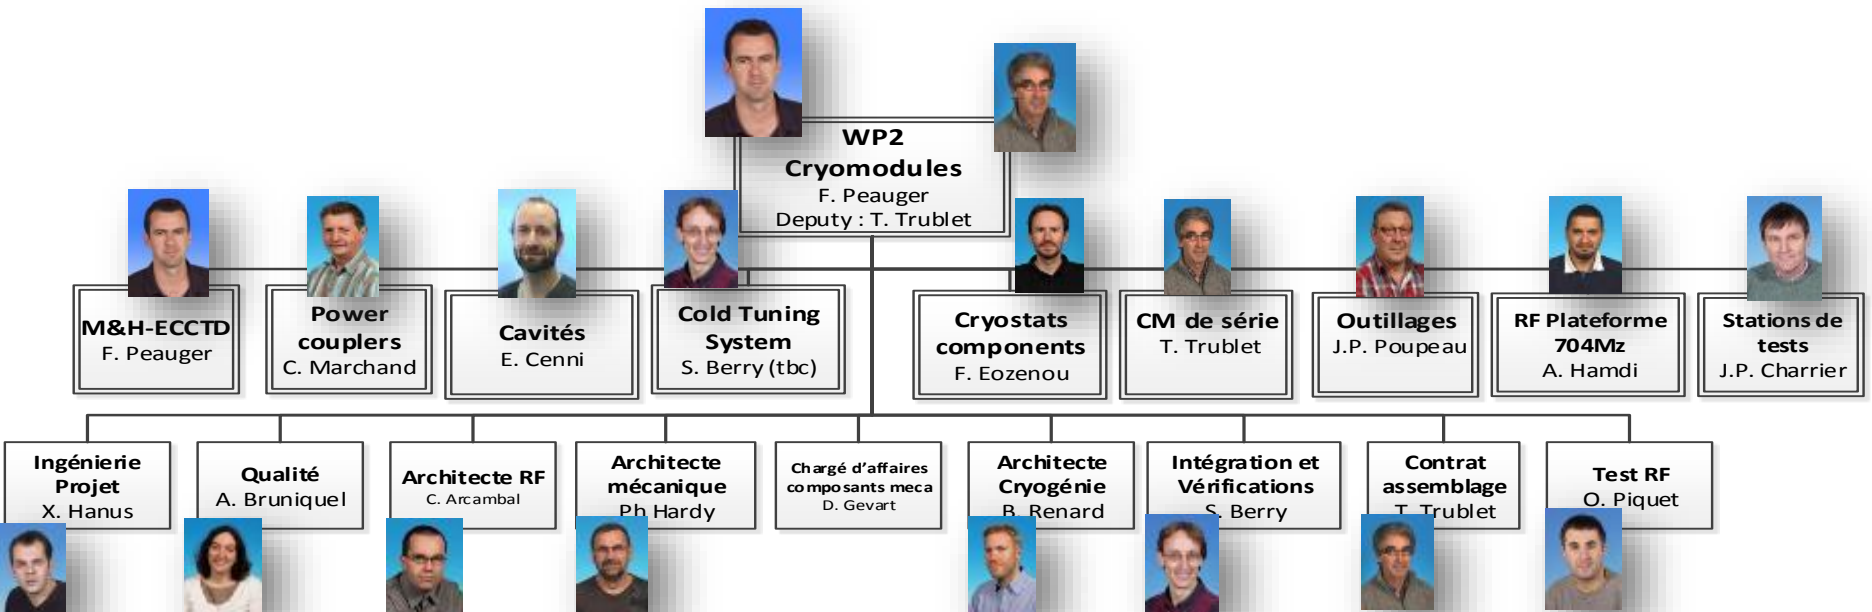 WP2
Cryomodules
F. Peauger
Deputy : T. Trublet
M&H-ECCTD
F. Peauger
Power
couplers
C. Marchand
Cavités
E. Cenni
Cold Tuning
System
S. Berry (tbc)
Cryostats
components
F. Eozenou
CM de série
T. Trublet
Outillages
J.P. Poupeau
RF Plateforme
704Mz
A. Hamdi
Stations de
tests
J.P. Charrier
Ingénierie
Projet
X. Hanus
Qualité
A. Bruniquel
Architecte RF
C. Arcambal
Architecte
mécanique
Ph Hardy
Chargé d’affaires
composants meca
D. Gevart
Architecte
Cryogénie
B. Renard
Intégration et
Vérifications
S. Berry
Contrat
assemblage
T. Trublet
Test RF
O. Piquet